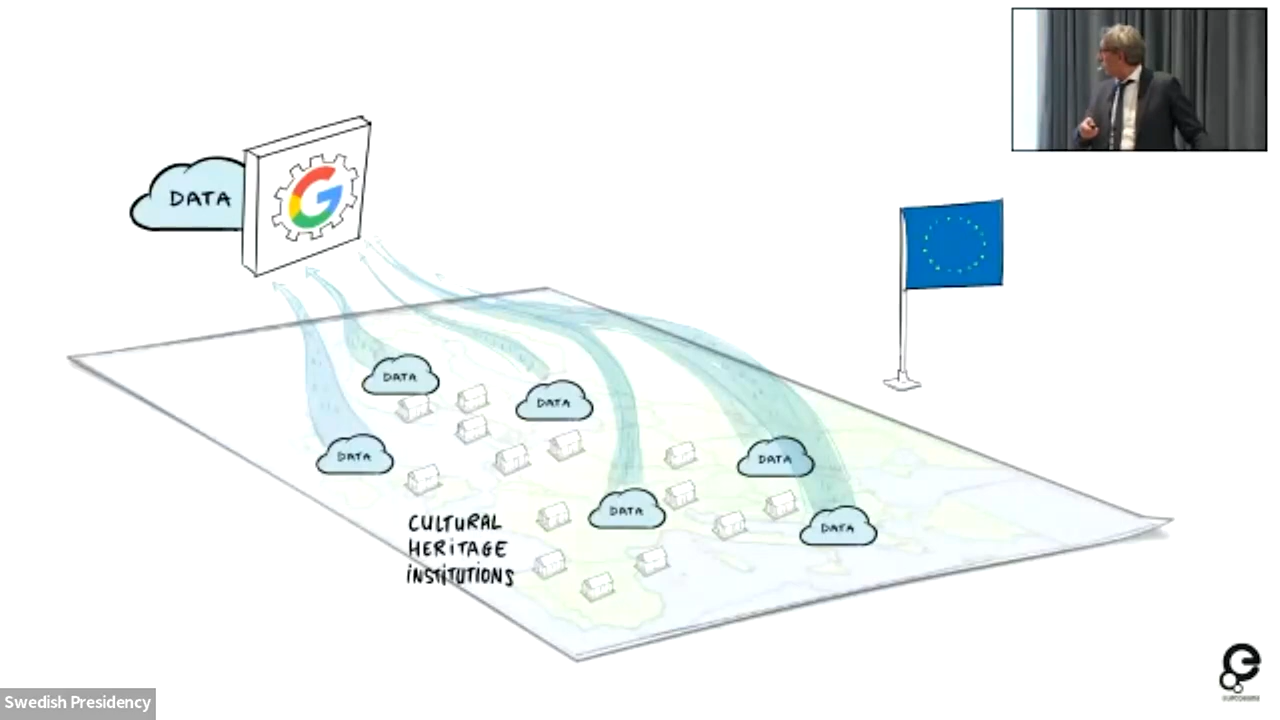 DATA
G
DATA
DATA
DATA
DATA
DATA
DATA
CULTURAL
HERITAGE
INSTITUTIONS
Swedish Presidency